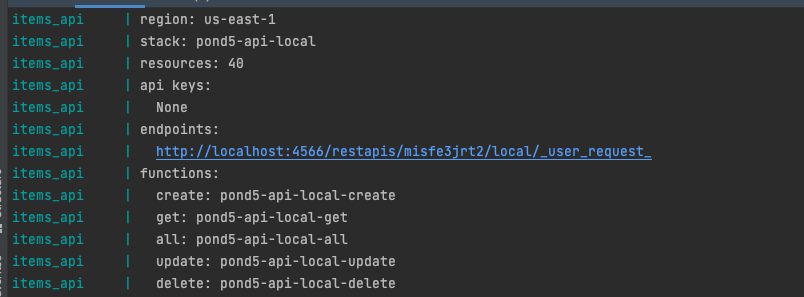 items_api | region: us-east-1
items_api | stack: pond5-api-local
items_api | resources: 40
items_api | api keys:
items_api |   None
items_api | endpoints:
items_api |   http://localhost:4566/restapis/misfe3jrt2/local/_user_request_
items_api | functions:
items_api |   create: pond5-api-local-create
items_api |   get: pond5-api-local-get
items_api |   all: pond5-api-local-all
items_api |   update: pond5-api-local-update
items_api |   delete: pond5-api-local-delete